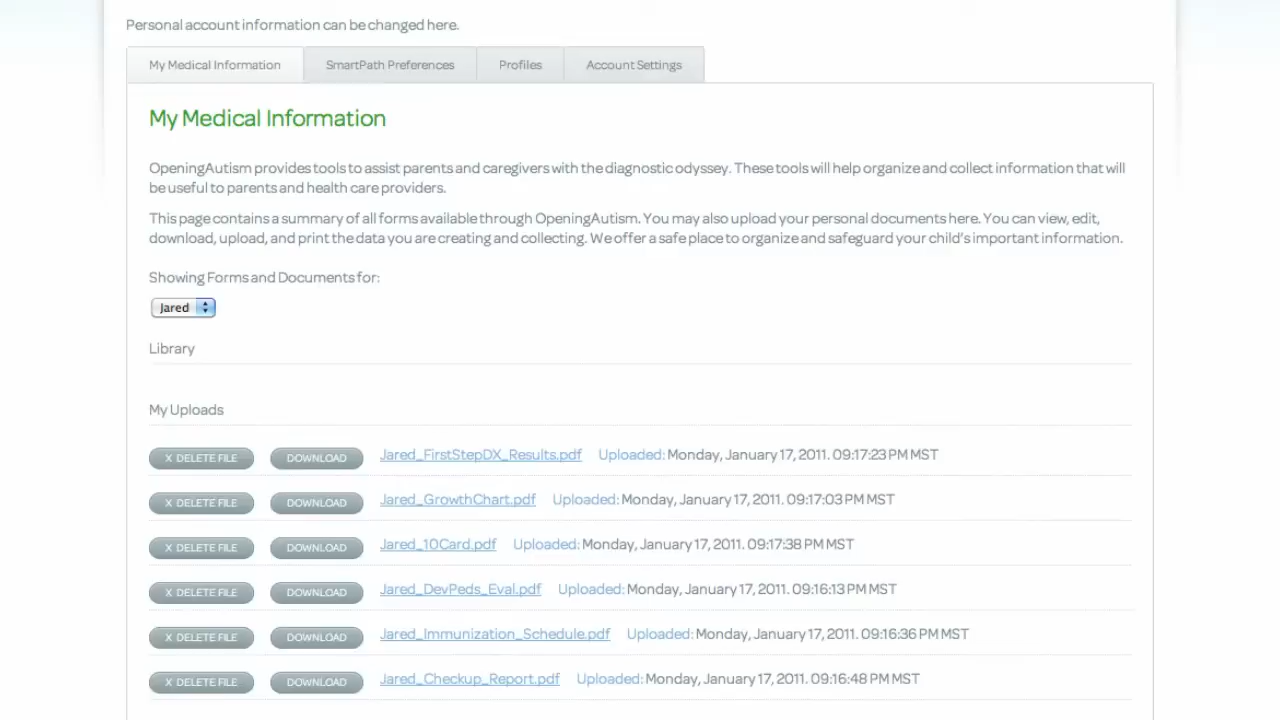 Personal account information can be changed here.
My Medical Information SmartPath Preferences Profiles Account Settings
My Medical Information
OpeningAutism provides tools to assist parents and caregivers with the diagnostic odyssey. These tools will help organize and collect information that will
be useful to parents and health care providers.
This page contains a summary of all forms available through OpeningAutism. You may also upload your personal documents here. You can view, edit,
download, upload, and print the data you are creating and collecting. We offer a safe place to organize and safeguard your child's important information.
Showing Forms and Documents for:
Jared
Library
My Uploads
X DELETE FILE DOWNLOAD Jared_FirstStepDX_Results.pdf Uploaded: Monday, January 17, 2011. 09:17:23 PM MST
X DELETE FILE DOWNLOAD Jared_GrowthChart.pdf Uploaded: Monday, January 17, 2011. 09:17:03 PM MST
X DELETE FILE DOWNLOAD Jared_10Card.pdf Uploaded: Monday, January 17, 2011. 09:17:38 PM MST
X DELETE FILE DOWNLOAD Jared_DevPeds_Eval.pdf Uploaded: Monday, January 17, 2011. 09:16:13 PM MST
X DELETE FILE DOWNLOAD Jared_Immunization_Schedule.pdf Uploaded: Monday, January 17, 2011. 09:16:36 PM MST
X DELETE FILE DOWNLOAD Jared_Checkup_Report.pdf Uploaded: Monday, January 17, 2011. 09:16:48 PM MST